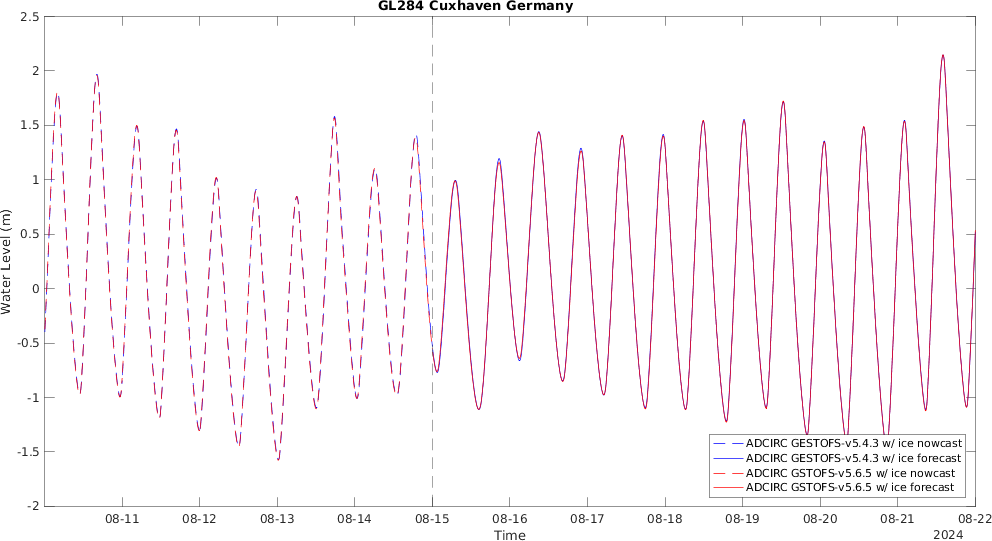 GL284 Cuxhaven Germany
2.5
2
1.5
1
0.5
0
-0.5
-1
-1.5
-2
Water Level (m)
ADCIRC GESTOFS-v5.4.3 w/ ice nowcast
ADCIRC GESTOFS-v5.4.3 w/ ice forecast
ADCIRC GSTOFS-v5.6.5 w/ ice nowcast
ADCIRC GSTOFS-v5.6.5 w/ ice forecast
08-11 08-12 08-13 08-14 08-15 08-16 08-17 08-18 08-19 08-20 08-21 08-22
Time
2024